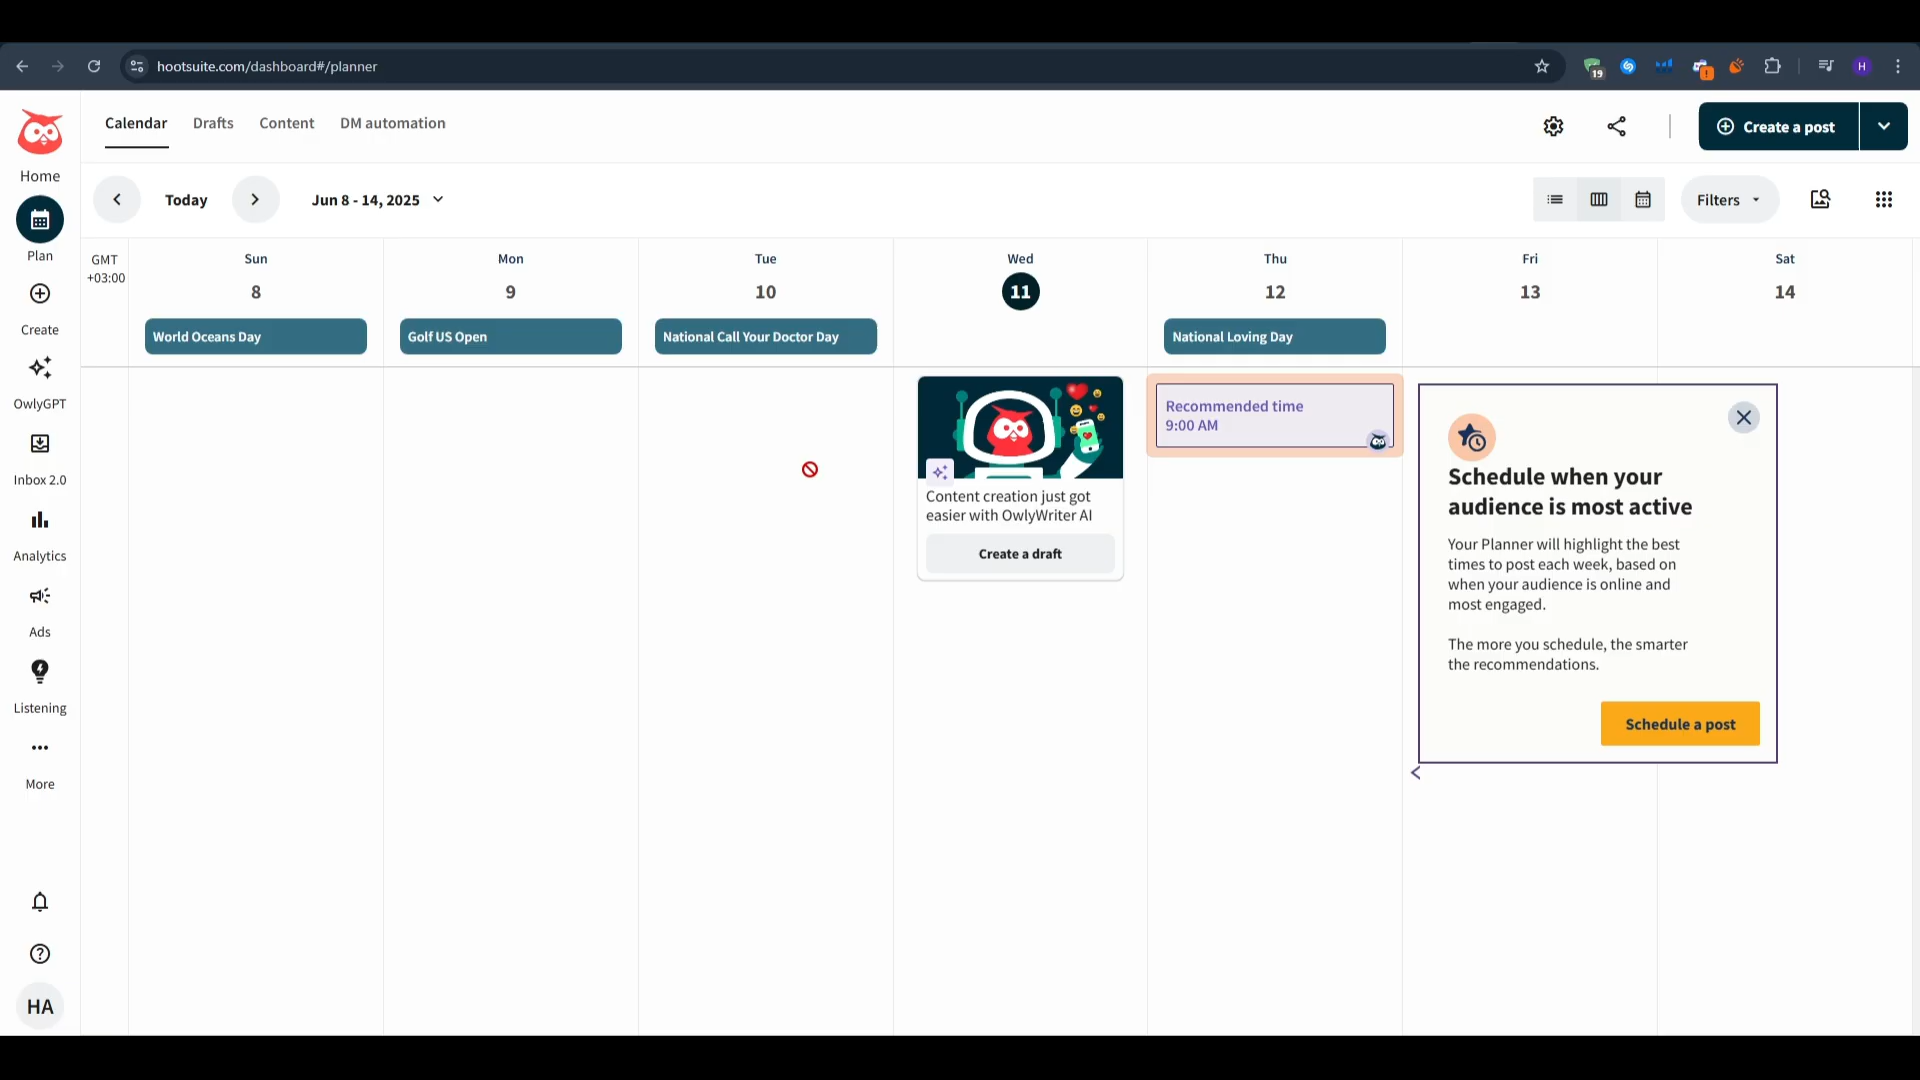 hootsuite.com/dashboard#/planner
19
H
Home
Plan
Create
OwlyGPT
Inbox 2.0
Analytics
Ads
Listening
More
HA
Calendar
Drafts
Content
DM automation
Create a post
Today
Jun 8 - 14, 2025
Filters
GMT
+03:00
Sun
8
World Oceans Day
Mon
9
Golf US Open
Tue
10
National Call Your Doctor Day
Wed
11
Thu
12
National Loving Day
Fri
13
Sat
14
Content creation just got
easier with OwlyWriter AI
Create a draft
Recommended time
9:00 AM
Schedule when your
audience is most active
Your Planner will highlight the best
times to post each week, based on
when your audience is online and
most engaged.
The more you schedule, the smarter
the recommendations.
Schedule a post